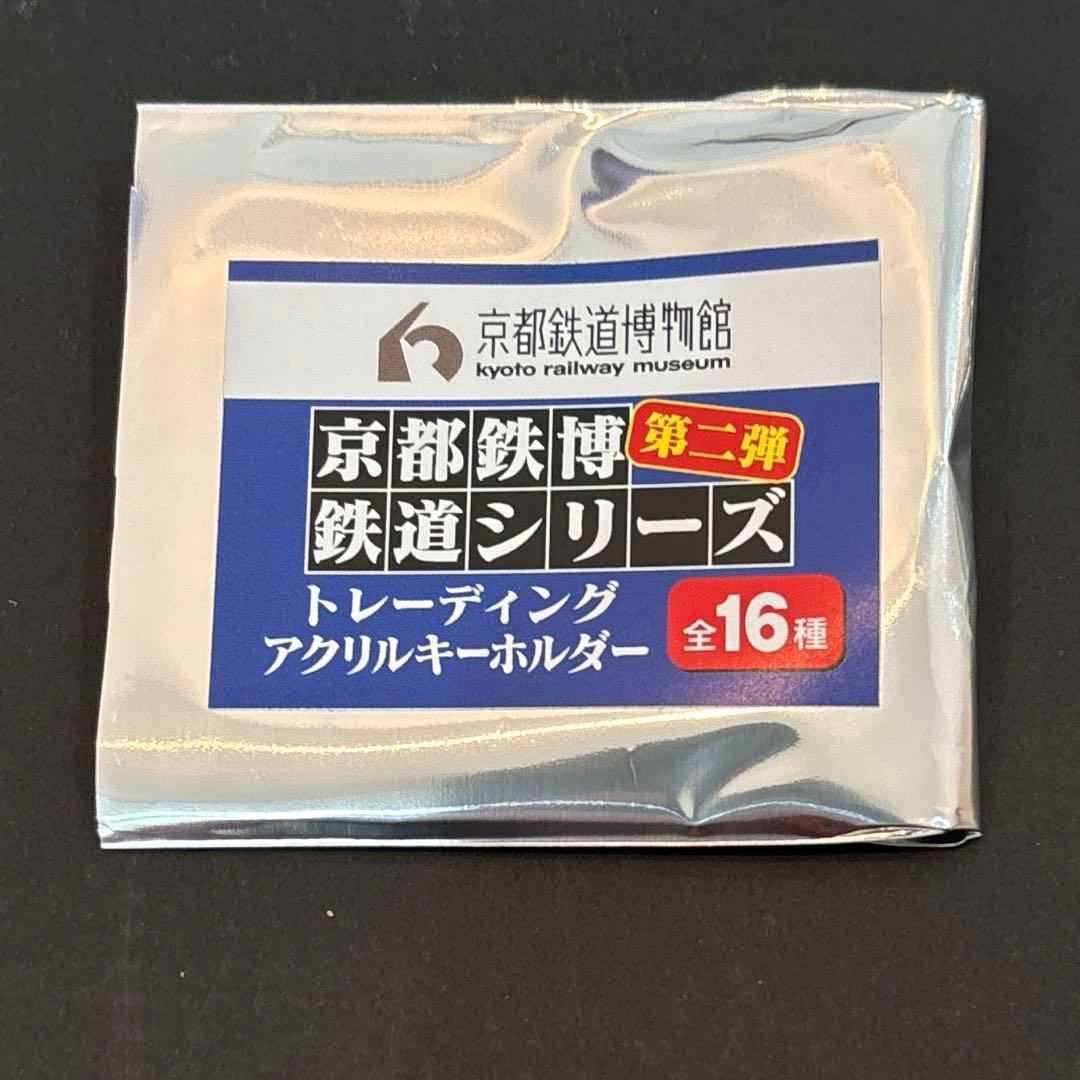 京都鉄道博物館
kyoto railway museum
京都鉄博 第二弾
鉄道シリーズ
トレーディング
アクリルキーホルダー
全16種